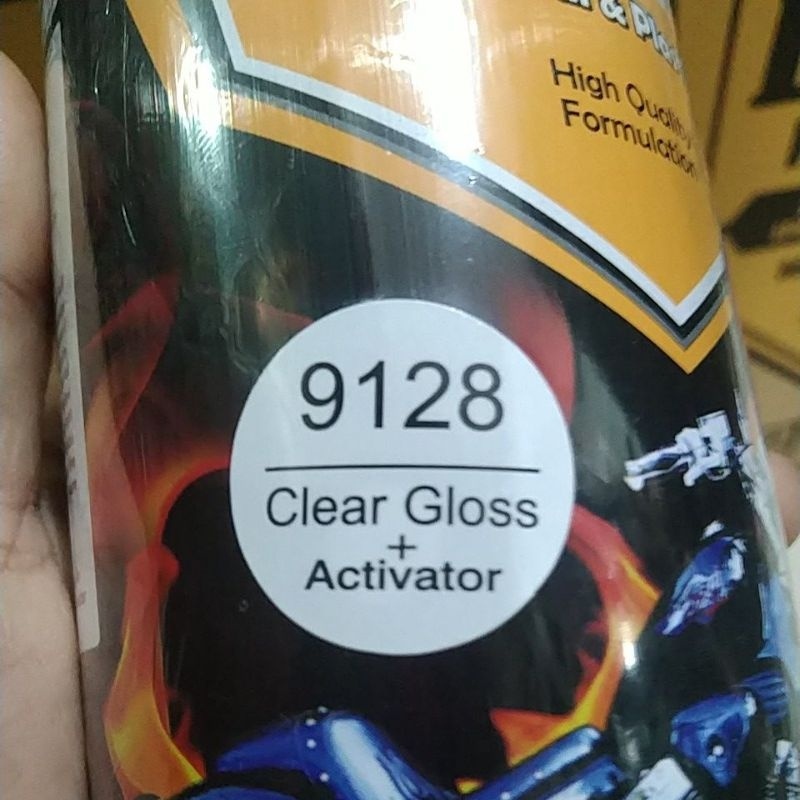 &
High Quality
Formulation
9128
Clear Gloss
+
Activator